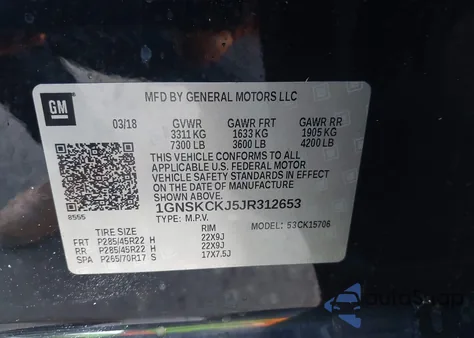 MFD BY GENERAL MOTORS LLC
GM
03/18 GVWR GAWR FRT GAWR RR
3311 KG 1633 KG 1905 KG
7300 LB 3600 LB 4200 LB
THIS VEHICLE CONFORMS TO ALL
APPLICABLE U.S. FEDERAL MOTOR
VEHICLE SAFETY STANDARDS IN
EFFECT ON THE DATE OF MANUFACTURE
SHOWN ABOVE.
1GNSKCKJ5JR312653
8555 TYPE: M.P.V. MODEL: 53CK15706
TIRE SIZE RIM
FRT P285/45R22 H 22X9J
RR P285/45R22 H 22X9J
SPA P265/70R17 S 17X7.5J
AutoSnap